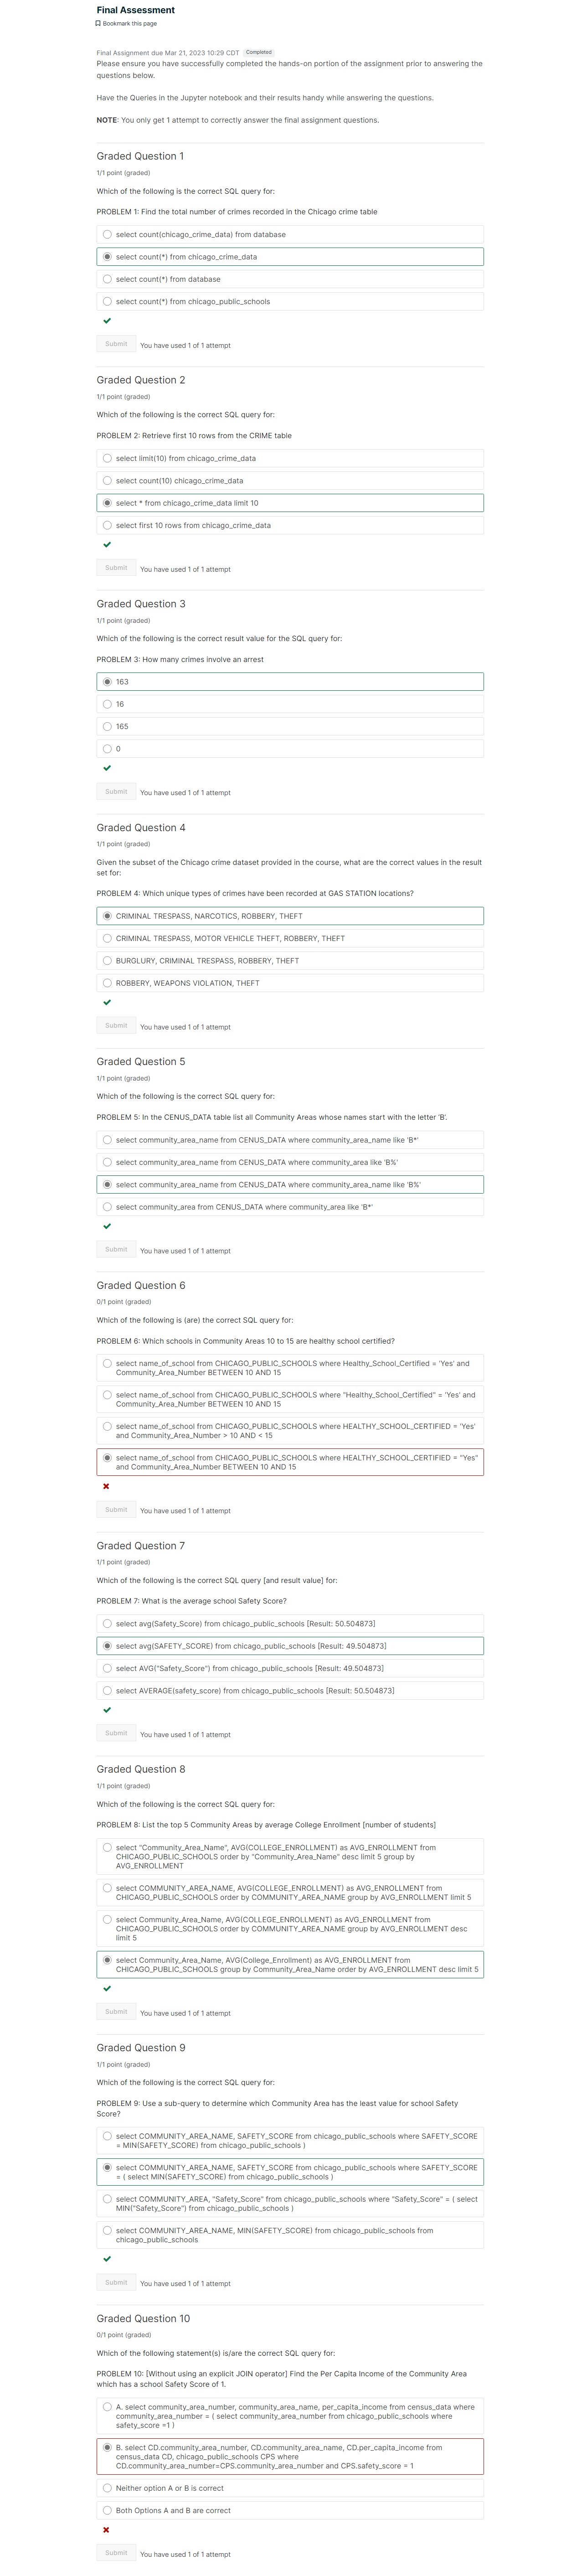 Final Assessment
Bookmark this page
Final Assignment due Mar 21, 2023 10:29 CDT Completed
Please ensure you have successfully completed the hands-on portion of the assignment prior to answering the
questions below.
Have the Queries in the Jupyter notebook and their results handy while answering the questions.
NOTE: You only get 1 attempt to correctly answer the final assignment questions.
Graded Question 1
1/1 point (graded)
Which of the following is the correct SQL query for:
PROBLEM 1: Find the total number of crimes recorded in the Chicago crime table
select count(chicago_crime_data) from database
select count(*) from chicago_crime_data
select count(*) from database
select count(*) from chicago_public_schools
Submit You have used 1 of 1 attempt
Graded Question 2
1/1 point (graded)
Which of the following is the correct SQL query for:
PROBLEM 2: Retrieve first 10 rows from the CRIME table
select limit(10) from chicago_crime_data
select count(10) chicago_crime_data
select * from chicago_crime_data limit 10
select first 10 rows from chicago_crime_data
Submit You have used 1 of 1 attempt
Graded Question 3
1/1 point (graded)
Which of the following is the correct result value for the SQL query for:
PROBLEM 3: How many crimes involve an arrest
163
16
165
0
Submit You have used 1 of 1 attempt
Graded Question 4
1/1 point (graded)
Given the subset of the Chicago crime dataset provided in the course, what are the correct values in the result
set for:
PROBLEM 4: Which unique types of crimes have been recorded at GAS STATION locations?
CRIMINAL TRESPASS, NARCOTICS, ROBBERY, THEFT
CRIMINAL TRESPASS, MOTOR VEHICLE THEFT, ROBBERY, THEFT
BURGLURY, CRIMINAL TRESPASS, ROBBERY, THEFT
ROBBERY, WEAPONS VIOLATION, THEFT
Submit You have used 1 of 1 attempt
Graded Question 5
1/1 point (graded)
Which of the following is the correct SQL query for:
PROBLEM 5: In the CENUS_DATA table list all Community Areas whose names start with the letter 'B'.
select community_area_name from CENUS_DATA where community_area_name like 'B*'
select community_area_name from CENUS_DATA where community_area like 'B%'
select community_area_name from CENUS_DATA where community_area_name like 'B%'
select community_area from CENUS_DATA where community_area like 'B*'
Submit You have used 1 of 1 attempt
Graded Question 6
0/1 point (graded)
Which of the following is (are) the correct SQL query for:
PROBLEM 6: Which schools in Community Areas 10 to 15 are healthy school certified?
select name_of_school from CHICAGO_PUBLIC_SCHOOLS where Healthy_School_Certified = 'Yes' and
Community_Area_Number BETWEEN 10 AND 15
select name_of_school from CHICAGO_PUBLIC_SCHOOLS where "Healthy_School_Certified" = 'Yes' and
Community_Area_Number BETWEEN 10 AND 15
select name_of_school from CHICAGO_PUBLIC_SCHOOLS where HEALTHY_SCHOOL_CERTIFIED = 'Yes'
and Community_Area_Number > 10 AND < 15
select name_of_school from CHICAGO_PUBLIC_SCHOOLS where HEALTHY_SCHOOL_CERTIFIED = "Yes"
and Community_Area_Number BETWEEN 10 AND 15
Submit You have used 1 of 1 attempt
Graded Question 7
1/1 point (graded)
Which of the following is the correct SQL query [and result value] for:
PROBLEM 7: What is the average school Safety Score?
select avg(Safety_Score) from chicago_public_schools [Result: 50.504873]
select avg(SAFETY_SCORE) from chicago_public_schools [Result: 49.504873]
select AVG("Safety_Score") from chicago_public_schools [Result: 49.504873]
select AVERAGE(safety_score) from chicago_public_schools [Result: 50.504873]
Submit You have used 1 of 1 attempt
Graded Question 8
1/1 point (graded)
Which of the following is the correct SQL query for:
PROBLEM 8: List the top 5 Community Areas by average College Enrollment [number of students]
select "Community_Area_Name", AVG(COLLEGE_ENROLLMENT) as AVG_ENROLLMENT from
CHICAGO_PUBLIC_SCHOOLS order by "Community_Area_Name" desc limit 5 group by
AVG_ENROLLMENT
select COMMUNITY_AREA_NAME, AVG(COLLEGE_ENROLLMENT) as AVG_ENROLLMENT from
CHICAGO_PUBLIC_SCHOOLS order by COMMUNITY_AREA_NAME group by AVG_ENROLLMENT limit 5
select Community_Area_Name, AVG(COLLEGE_ENROLLMENT) as AVG_ENROLLMENT from
CHICAGO_PUBLIC_SCHOOLS order by COMMUNITY_AREA_NAME group by AVG_ENROLLMENT desc
limit 5
select Community_Area_Name, AVG(College_Enrollment) as AVG_ENROLLMENT from
CHICAGO_PUBLIC_SCHOOLS group by Community_Area_Name order by AVG_ENROLLMENT desc limit 5
Submit You have used 1 of 1 attempt
Graded Question 9
1/1 point (graded)
Which of the following is the correct SQL query for:
PROBLEM 9: Use a sub-query to determine which Community Area has the least value for school Safety
Score?
select COMMUNITY_AREA_NAME, SAFETY_SCORE from chicago_public_schools where SAFETY_SCORE
= MIN(SAFETY_SCORE) from chicago_public_schools )
select COMMUNITY_AREA_NAME, SAFETY_SCORE from chicago_public_schools where SAFETY_SCORE
= ( select MIN(SAFETY_SCORE) from chicago_public_schools )
select COMMUNITY_AREA, "Safety_Score" from chicago_public_schools where "Safety_Score" = ( select
MIN("Safety_Score") from chicago_public_schools )
select COMMUNITY_AREA_NAME, MIN(SAFETY_SCORE) from chicago_public_schools from
chicago_public_schools
Submit You have used 1 of 1 attempt
Graded Question 10
0/1 point (graded)
Which of the following statement(s) is/are the correct SQL query for:
PROBLEM 10: [Without using an explicit JOIN operator] Find the Per Capita Income of the Community Area
which has a school Safety Score of 1.
A. select community_area_number, community_area_name, per_capita_income from census_data where
community_area_number = ( select community_area_number from chicago_public_schools where
safety_score =1 )
B. select CD.community_area_number, CD.community_area_name, CD.per_capita_income from
census_data CD, chicago_public_schools CPS where
CD.community_area_number=CPS.community_area_number and CPS.safety_score = 1
Neither option A or B is correct
Both Options A and B are correct
Submit You have used 1 of 1 attempt